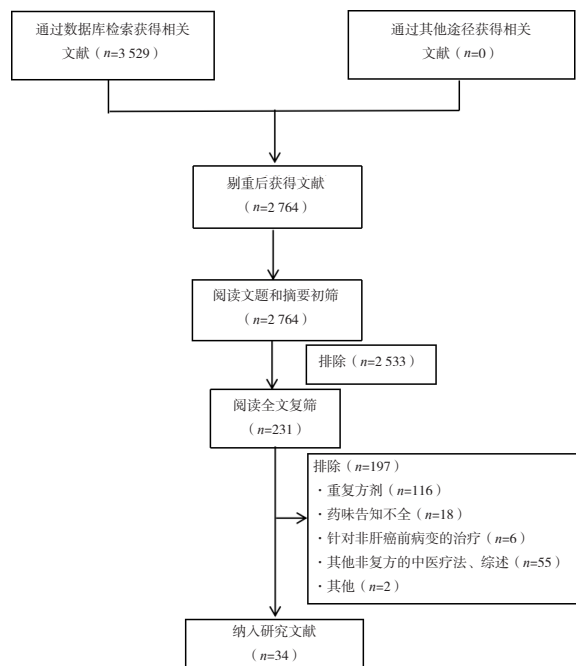 通过数据库检索获得相关
文献（n=3 529）
通过其他途径获得相关
文献（n=0）
剔重后获得文献
（n=2 764）
阅读文题和摘要初筛
（n=2 764）
排除（n=2 533）
阅读全文复筛
（n=231）
排除（n=197）
·重复方剂（n=116）
·药味告知不全（n=18）
·针对非肝癌前病变的治疗（n=6）
·其他非复方的中医疗法、综述（n=55）
·其他（n=2）
纳入研究文献
（n=34）